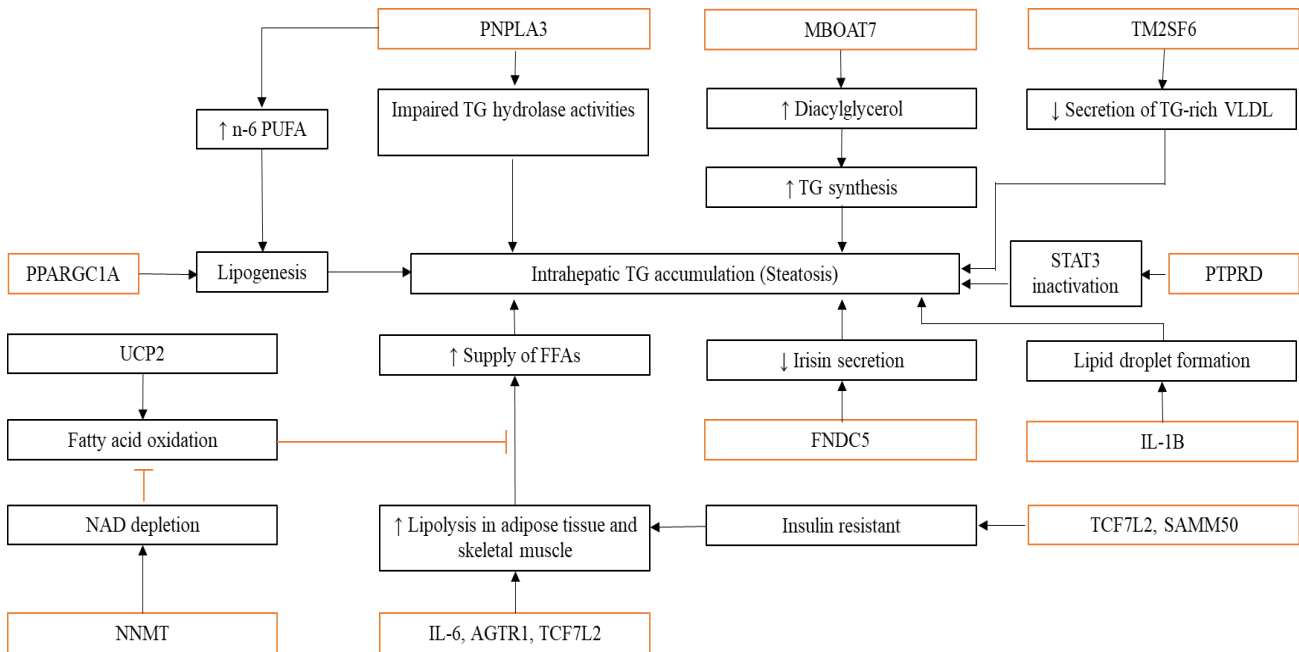 PNPLA3
MBOAT7
TM2SF6
↑ n-6 PUFA
Impaired TG hydrolase activities
↑ Diacylglycerol
↓ Secretion of TG-rich VLDL
↑ TG synthesis
PPARGC1A
Lipogenesis
Intrahepatic TG accumulation (Steatosis)
STAT3
inactivation
PTPRD
UCP2
↑ Supply of FFAs
↓ Irisin secretion
Lipid droplet formation
Fatty acid oxidation
FNDC5
IL-1B
NAD depletion
↑ Lipolysis in adipose tissue and
skeletal muscle
Insulin resistant
TCF7L2, SAMM50
NNMT
IL-6, AGTR1, TCF7L2